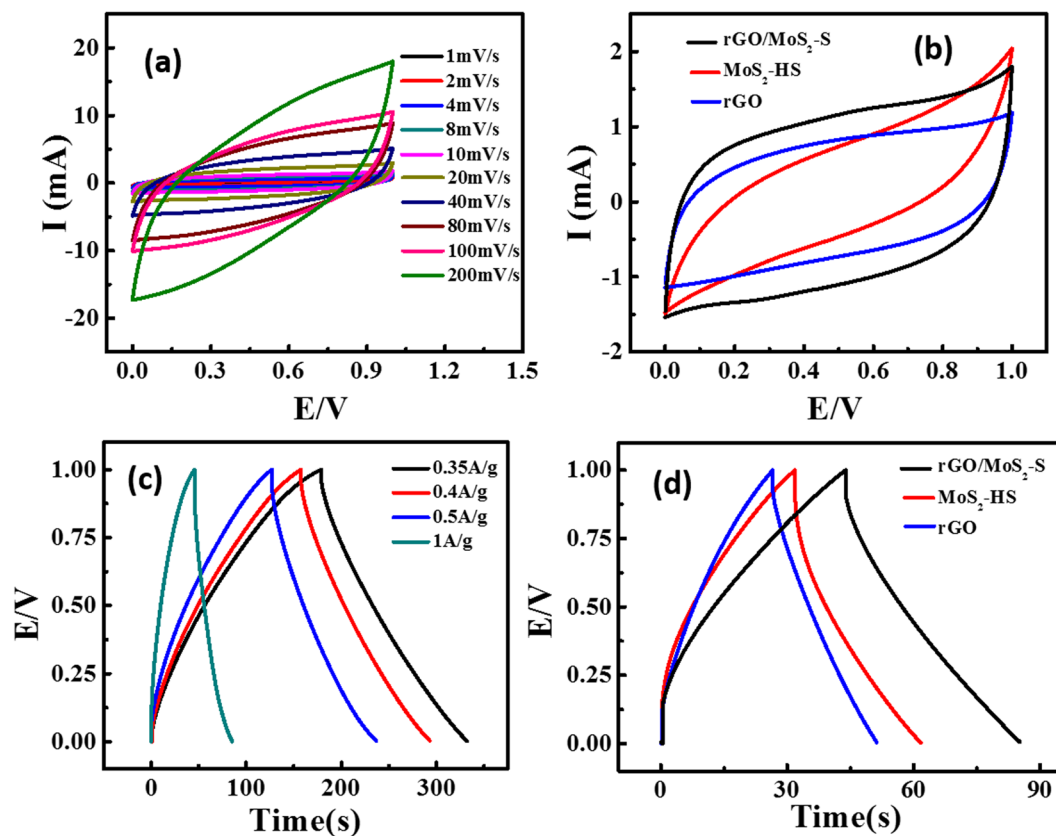 (a)
1mV/s
2mV/s
4mV/s
8mV/s
10mV/s
20mV/s
40mV/s
80mV/s
100mV/s
200mV/s
I (mA)
20
10
0
-10
-20
0.0 0.3 0.6 0.9 1.2 1.5
E/V
(b)
rGO/MoS₂-S
MoS₂-HS
rGO
I (mA)
2
1
0
-1
-2
0.0 0.2 0.4 0.6 0.8 1.0
E/V
(c)
0.35A/g
0.4A/g
0.5A/g
1A/g
E/V
1.00
0.75
0.50
0.25
0.00
0 100 200 300
Time(s)
(d)
rGO/MoS₂-S
MoS₂-HS
rGO
E/V
1.00
0.75
0.50
0.25
0.00
0 30 60 90
Time(s)